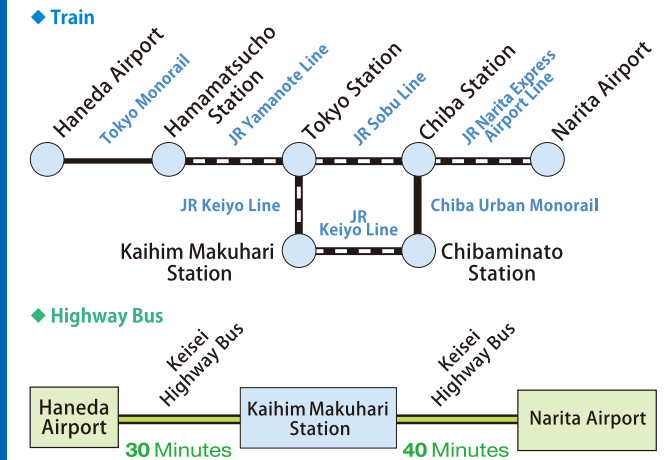 ◆ Train
Haneda Airport
Tokyo Monorail
Hamamatsucho
Station
JR Yamanote Line
Tokyo Station
JR Sobu Line
Chiba Station
JR Narita Express
Airport Line
Narita Airport
JR Keiyo Line
JR
Keiyo Line
Chiba Urban Monorail
Kaihim Makuhari
Station
Chibaminato
Station
◆ Highway Bus
Keisei
Highway Bus
Keisei
Highway Bus
Haneda
Airport
Kaihim Makuhari
Station
Narita Airport
30 Minutes
40 Minutes